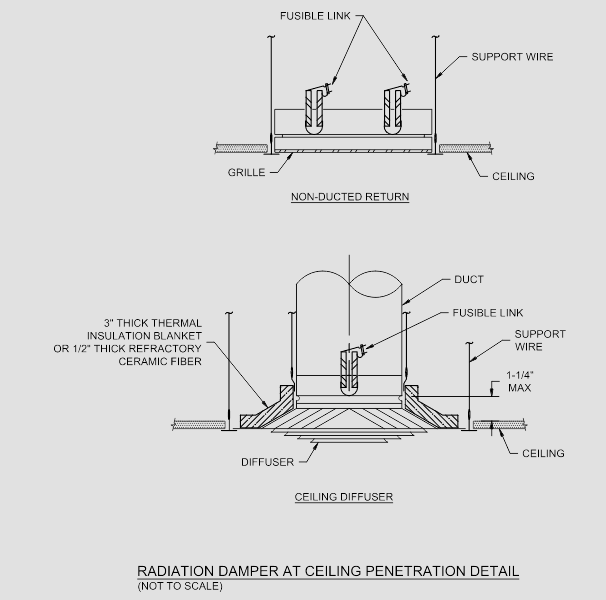 FUSIBLE LINK
SUPPORT WIRE
GRILLE
CEILING
NON-DUCTED RETURN
DUCT
FUSIBLE LINK
3" THICK THERMAL
INSULATION BLANKET
OR 1/2" THICK REFRACTORY
CERAMIC FIBER
SUPPORT
WIRE
1-1/4"
MAX
CEILING
DIFFUSER
CEILING DIFFUSER
RADIATION DAMPER AT CEILING PENETRATION DETAIL
(NOT TO SCALE)